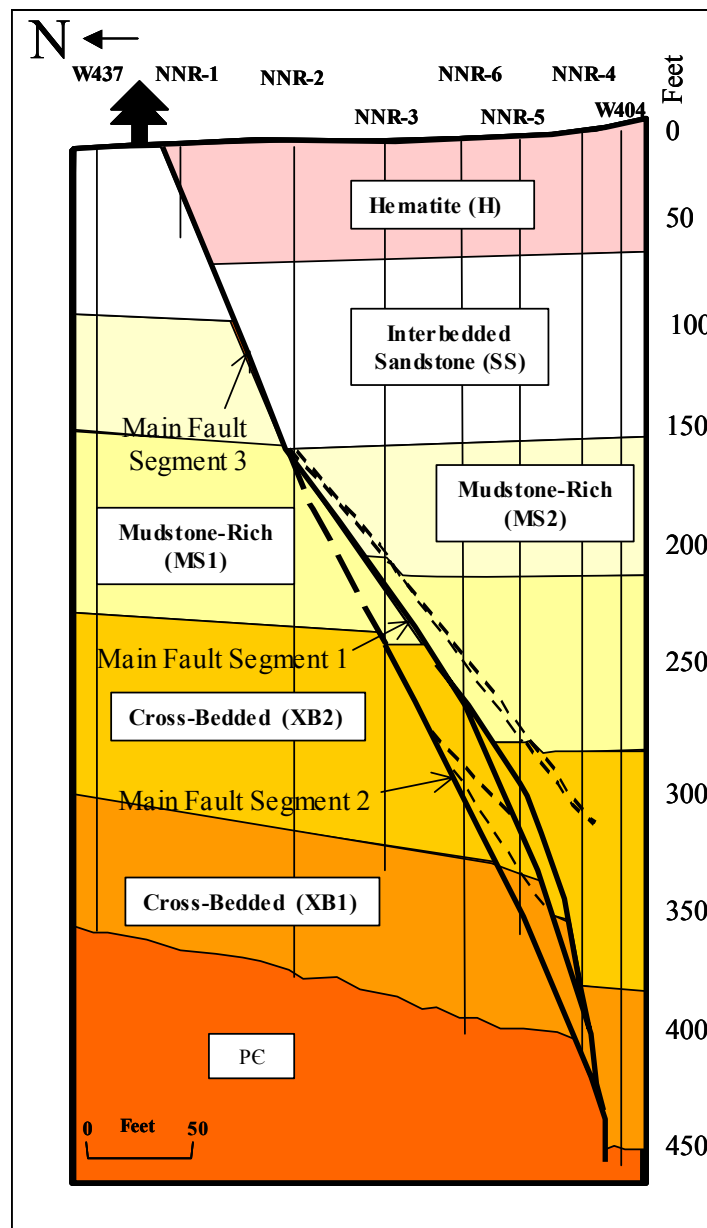 N
W437
NNR-1
NNR-2
NNR-3
NNR-6
NNR-5
NNR-4
W404
Feet
0
50
100
150
200
250
300
350
400
450
Hematite (H)
Interbedded
Sandstone (SS)
Main Fault
Segment 3
Mudstone-Rich
(MS2)
Mudstone-Rich
(MS1)
Main Fault Segment 1
Cross-Bedded (XB2)
Main Fault Segment 2
Cross-Bedded (XB1)
PЄ
0 Feet 50